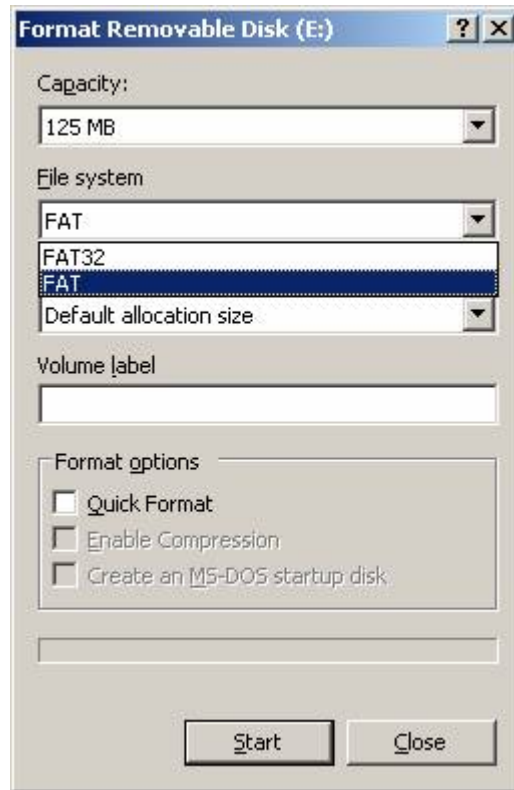 Format Removable Disk (E:)
Capacity:
125 MB
File system
FAT
FAT32
FAT
Default allocation size
Volume label
Format options
Quick Format
Enable Compression
Create an MS-DOS startup disk
Start
Close